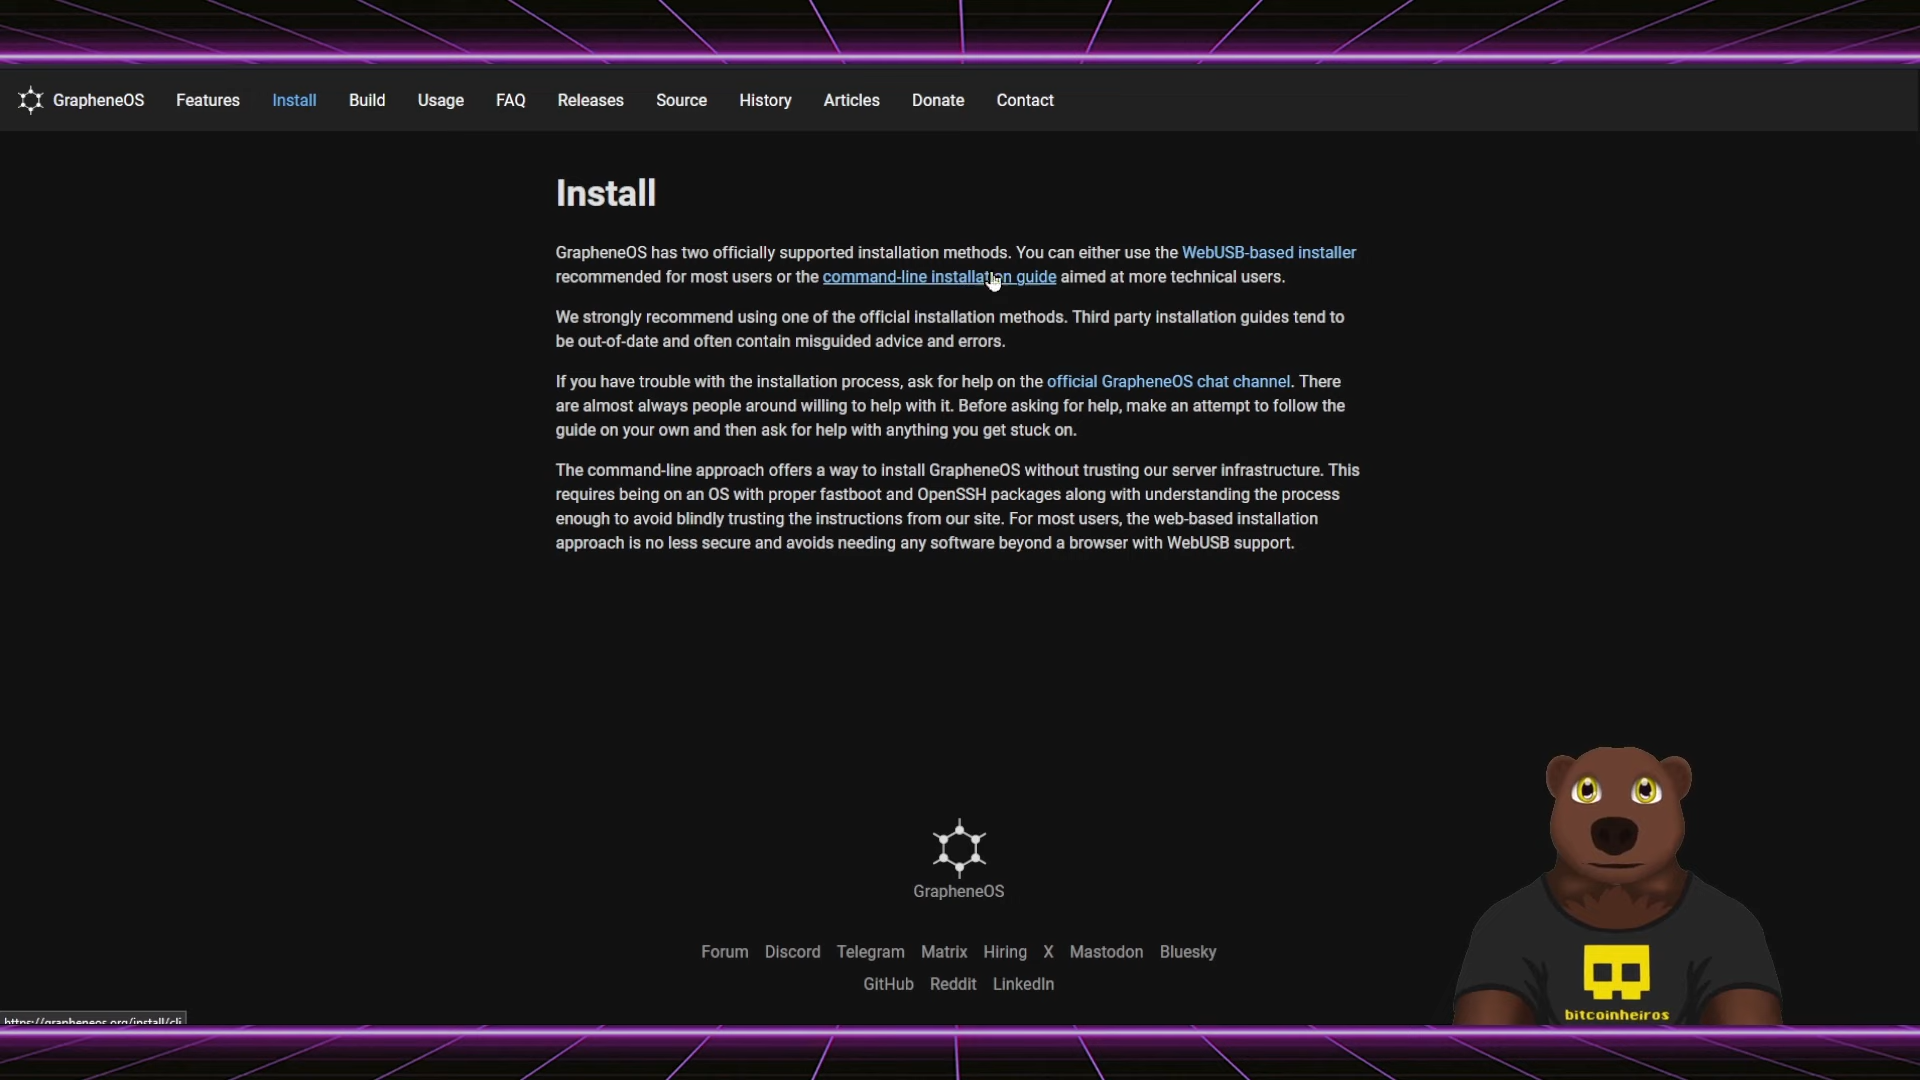 GrapheneOS Features Install Build Usage FAQ Releases Source History Articles Donate Contact
Install
GrapheneOS has two officially supported installation methods. You can either use the WebUSB-based installer
recommended for most users or the command-line installation guide aimed at more technical users.
We strongly recommend using one of the official installation methods. Third party installation guides tend to
be out-of-date and often contain misguided advice and errors.
If you have trouble with the installation process, ask for help on the official GrapheneOS chat channel. There
are almost always people around willing to help with it. Before asking for help, make an attempt to follow the
guide on your own and then ask for help with anything you get stuck on.
The command-line approach offers a way to install GrapheneOS without trusting our server infrastructure. This
requires being on an OS with proper fastboot and OpenSSH packages along with understanding the process
enough to avoid blindly trusting the instructions from our site. For most users, the web-based installation
approach is no less secure and avoids needing any software beyond a browser with WebUSB support.
GrapheneOS
Forum Discord Telegram Matrix Hiring X Mastodon Bluesky
GitHub Reddit LinkedIn
bitcoinheiros
https://grapheneos.org/install/cli